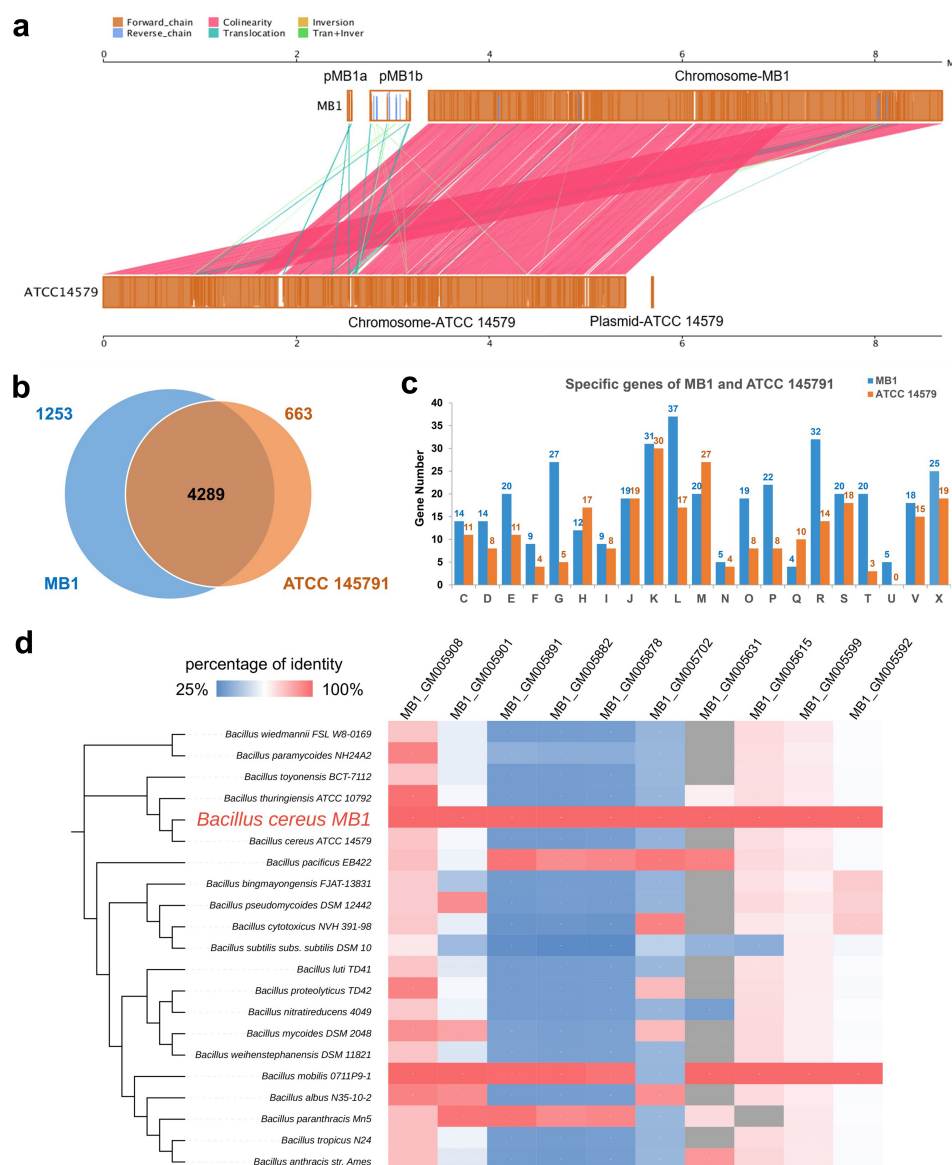 a
Forward_chain Colinearity Inversion
Reverse_chain Translocation Tran+Inver
0 2 4 6 8 M
pMB1a pMB1b Chromosome-MB1
MB1
ATCC14579
Chromosome-ATCC 14579 Plasmid-ATCC 14579
0 2 4 6 8
b
1253 663
4289
MB1 ATCC 145791
c
Specific genes of MB1 and ATCC 145791
MB1
ATCC 14579
Gene Number
40
35
30
25
20
15
10
5
0
14 11 14 8 20 11 9 4 27 5 12 17 9 8 19 19 31 30 37 17 20 27 5 4 19 8 22 8 4 10 32 14 20 18 20 3 5 0 18 15 25 19
C D E F G H I J K L M N O P Q R S T U V X
d
percentage of identity
25% 100%
MB1_GM005908
MB1_GM005901
MB1_GM005891
MB1_GM005882
MB1_GM005878
MB1_GM005702
MB1_GM005631
MB1_GM005615
MB1_GM005599
MB1_GM005592
Bacillus wiedmannii FSL W8-0169
Bacillus paramycoides NH24A2
Bacillus toyonensis BCT-7112
Bacillus thuringiensis ATCC 10792
Bacillus cereus MB1
Bacillus cereus ATCC 14579
Bacillus pacificus EB422
Bacillus bingmayongensis FJAT-13831
Bacillus pseudomycoides DSM 12442
Bacillus cytotoxicus NVH 391-98
Bacillus subtilis subs. subtilis DSM 10
Bacillus luti TD41
Bacillus proteolyticus TD42
Bacillus nitratireducens 4049
Bacillus mycoides DSM 2048
Bacillus weihenstephanensis DSM 11821
Bacillus mobilis 0711P9-1
Bacillus albus N35-10-2
Bacillus paranthracis Mn5
Bacillus tropicus N24
Bacillus anthracis str. Ames